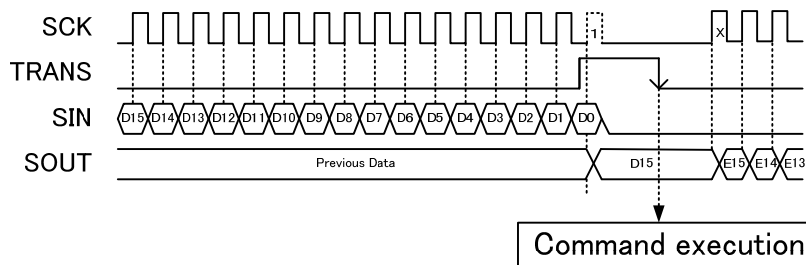 SCK 1 X
TRANS
SIN D15 D14 D13 D12 D11 D10 D9 D8 D7 D6 D5 D4 D3 D2 D1 D0
SOUT Previous Data D15 E15 E14 E13
Command execution